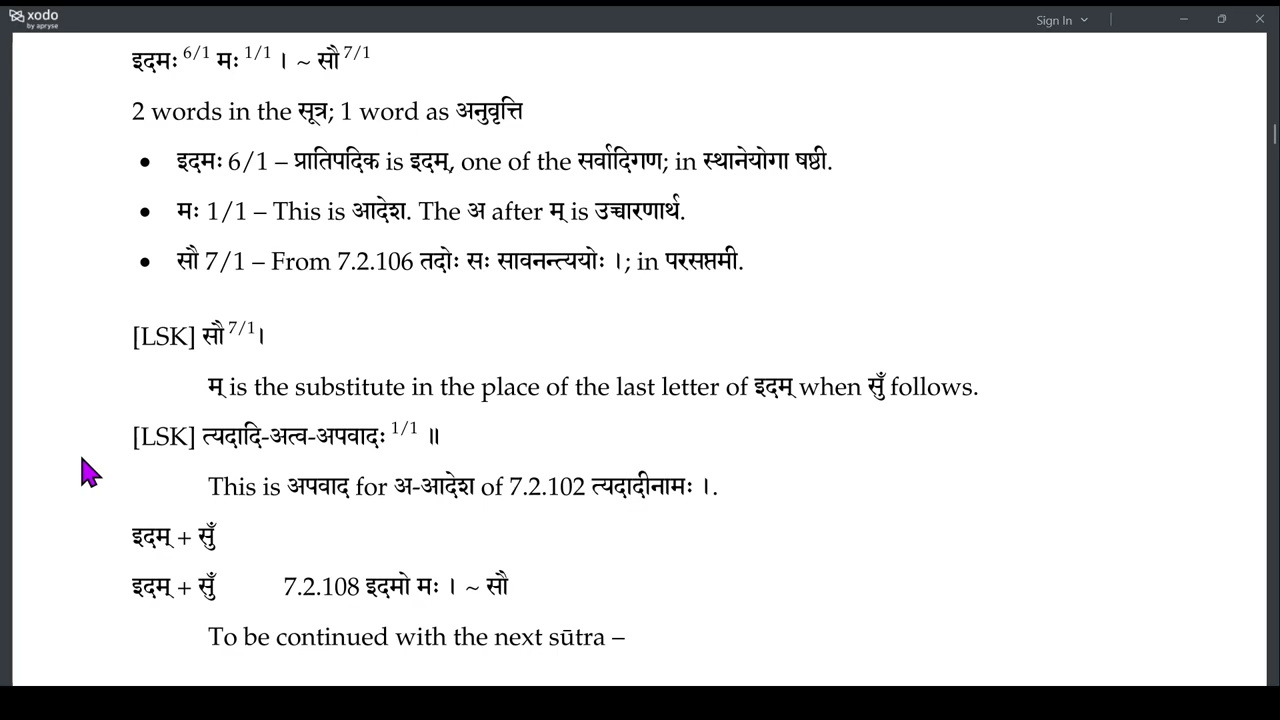 xodo
by apryse
Sign In
इदमः 6/1 मः 1/1 । ~ सौ 7/1
2 words in the सूत्र; 1 word as अनुवृत्ति
• इदमः 6/1 – प्रातिपदिक is इदम्, one of the सर्वादिगण; in स्थानेयोगा षष्ठी.
• मः 1/1 – This is आदेश. The अ after म् is उच्चारणार्थ.
• सौ 7/1 – From 7.2.106 तदोः सः सावनन्त्ययोः ।; in परसप्तमी.
[LSK] सौ 7/1।
म् is the substitute in the place of the last letter of इदम् when सुँ follows.
[LSK] त्यदादि-अत्व-अपवादः 1/1 ॥
This is अपवाद for अ-आदेश of 7.2.102 त्यदादीनामः ।.
इदम् + सुँ
इदम् + सुँ 7.2.108 इदमो मः । ~ सौ
To be continued with the next sūtra –